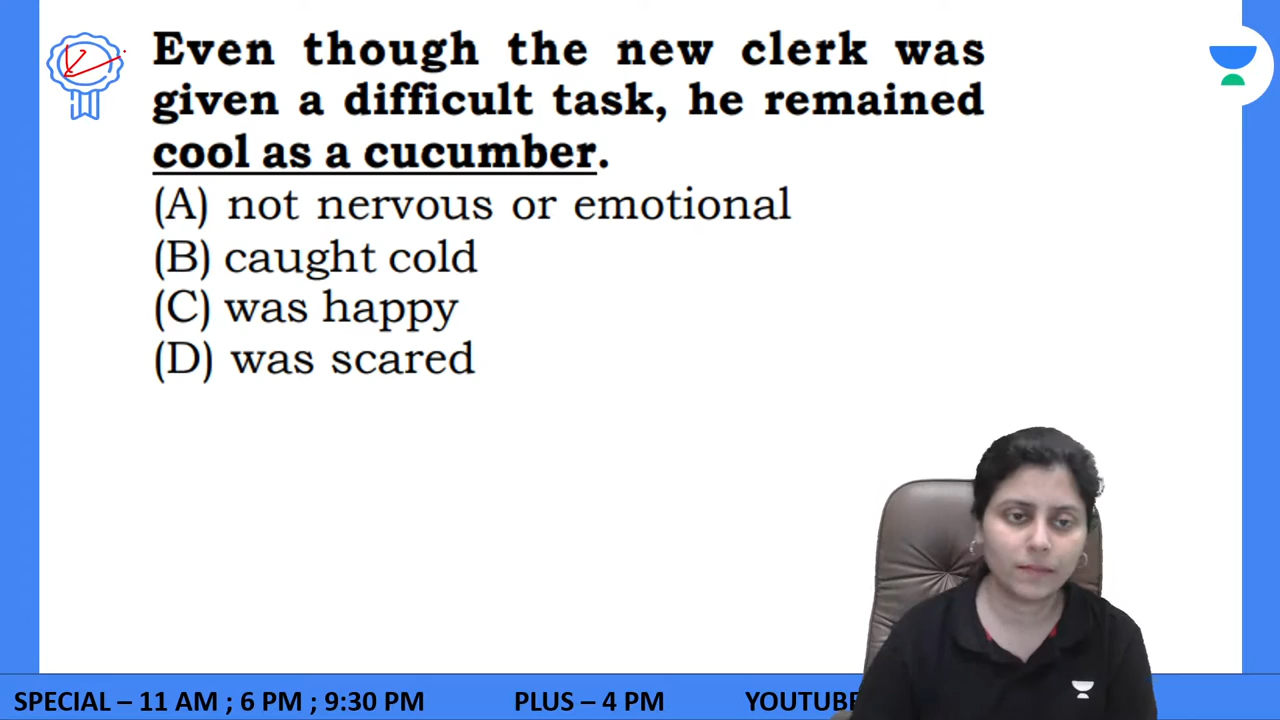 Even though the new clerk was
given a difficult task, he remained
cool as a cucumber.
(A) not nervous or emotional
(B) caught cold
(C) was happy
(D) was scared
SPECIAL – 11 AM ; 6 PM ; 9:30 PM PLUS – 4 PM YOUTUBE